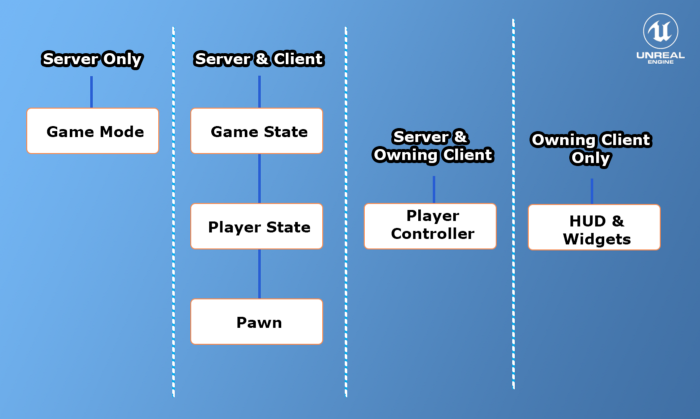 Server Only
Game Mode
Server & Client
Game State
Player State
Pawn
Server &
Owning Client
Player
Controller
Owning Client
Only
HUD &
Widgets
UNREAL
ENGINE